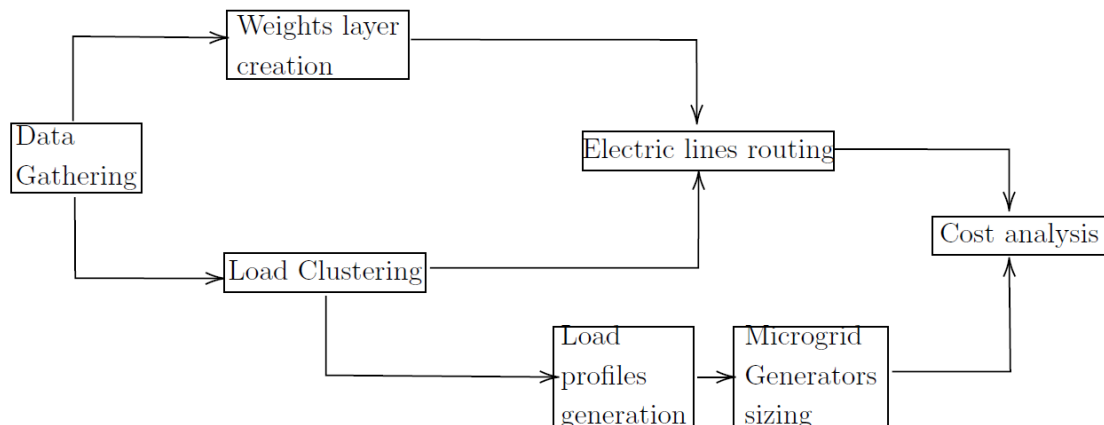 Weights layer
creation
Data
Gathering
Electric lines routing
Cost analysis
Load Clustering
Load
profiles
generation
Microgrid
Generators
sizing